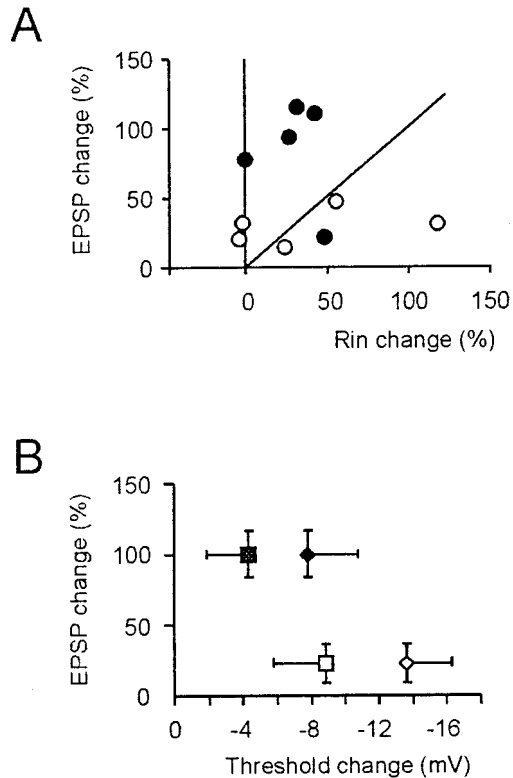 A
EPSP change (%)
150
100
50
0
0 50 100 150
Rin change (%)
B
EPSP change (%)
150
100
50
0
0 -4 -8 -12 -16
Threshold change (mV)